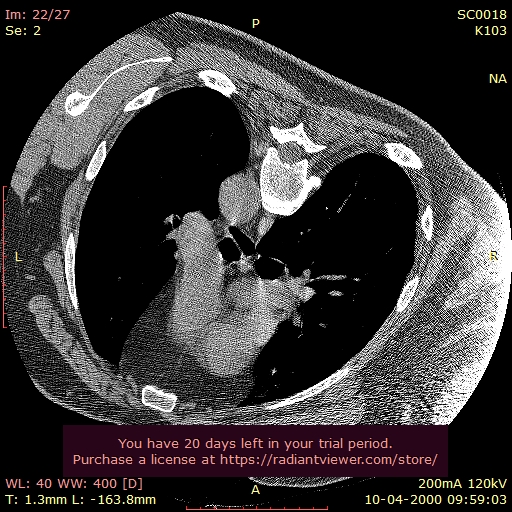 Im: 22/27
Se: 2
P
SC0018
K103
NA
L
R
You have 20 days left in your trial period.
Purchase a license at https://radiantviewer.com/store/
WL: 40 WW: 400 [D]
T: 1.3mm L: -163.8mm
A
200mA 120kV
10-04-2000 09:59:03